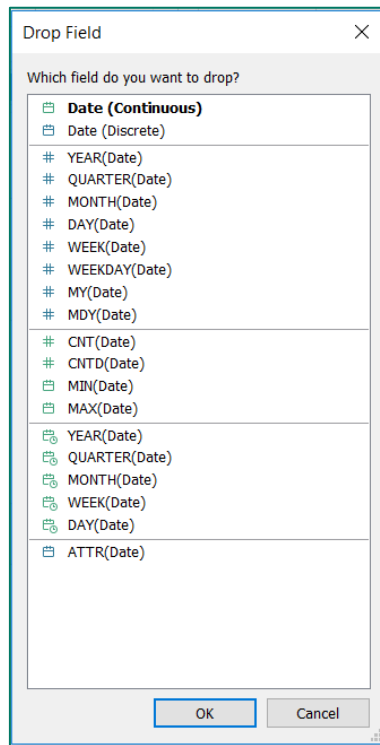 Drop Field
Which field do you want to drop?
Date (Continuous)
Date (Discrete)
YEAR(Date)
QUARTER(Date)
MONTH(Date)
DAY(Date)
WEEK(Date)
WEEKDAY(Date)
MY(Date)
MDY(Date)
CNT(Date)
CNTD(Date)
MIN(Date)
MAX(Date)
YEAR(Date)
QUARTER(Date)
MONTH(Date)
WEEK(Date)
DAY(Date)
ATTR(Date)
OK Cancel